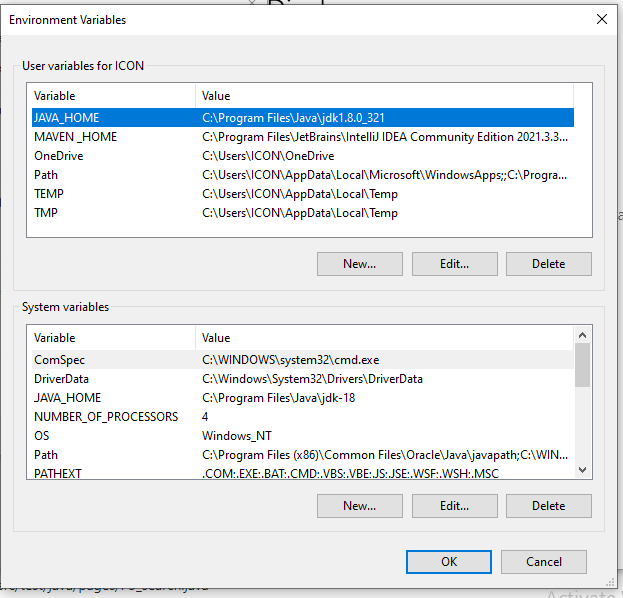 Environment Variables
User variables for ICON
Variable Value
JAVA_HOME C:\Program Files\Java\jdk1.8.0_321
MAVEN _HOME C:\Program Files\JetBrains\IntelliJ IDEA Community Edition 2021.3.3...
OneDrive C:\Users\ICON\OneDrive
Path C:\Users\ICON\AppData\Local\Microsoft\WindowsApps;;C:\Progra...
TEMP C:\Users\ICON\AppData\Local\Temp
TMP C:\Users\ICON\AppData\Local\Temp
New... Edit... Delete
System variables
Variable Value
ComSpec C:\WINDOWS\system32\cmd.exe
DriverData C:\Windows\System32\Drivers\DriverData
JAVA_HOME C:\Program Files\Java\jdk-18
NUMBER_OF_PROCESSORS 4
OS Windows_NT
Path C:\Program Files (x86)\Common Files\Oracle\Java\javapath;C:\WIN...
PATHEXT .COM;.EXE;.BAT;.CMD;.VBS;.VBE;.JS;.JSE;.WSF;.WSH;.MSC
New... Edit... Delete
OK Cancel